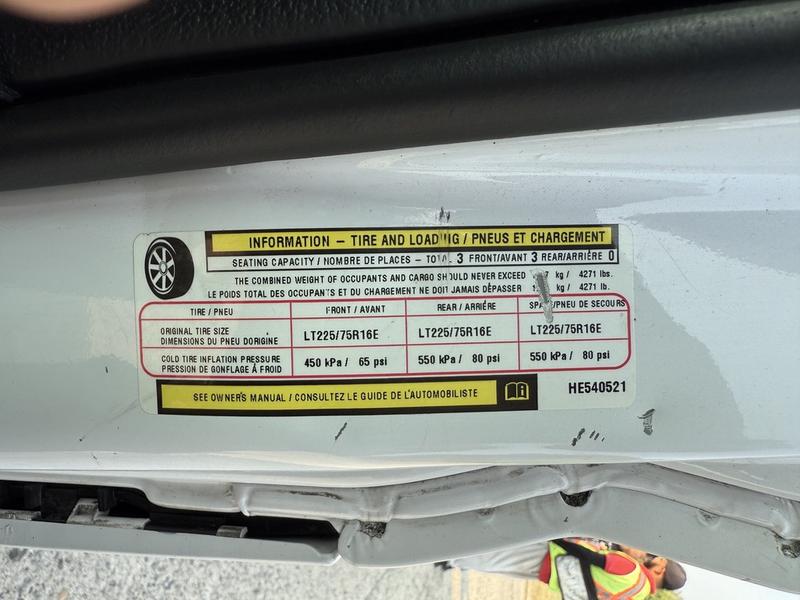 INFORMATION – TIRE AND LOADING / PNEUS ET CHARGEMENT
SEATING CAPACITY / NOMBRE DE PLACES – TOTAL 3 FRONT/AVANT 3 REAR/ARRIÈRE 0
THE COMBINED WEIGHT OF OCCUPANTS AND CARGO SHOULD NEVER EXCEED kg / 4271 lbs.
LE POIDS TOTAL DES OCCUPANTS ET DU CHARGEMENT NE DOIT JAMAIS DÉPASSER kg / 4271 lb.
TIRE / PNEU FRONT / AVANT REAR / ARRIÉRE SPARE/PNEU DE SECOURS
ORIGINAL TIRE SIZE
DIMENSIONS DU PNEU DORIGINE
LT225/75R16E LT225/75R16E LT225/75R16E
COLD TIRE INFLATION PRESSURE
PRESSION DE GONFLAGE À FROID
450 kPa / 65 psi 550 kPa / 80 psi 550 kPa / 80 psi
SEE OWNER'S MANUAL / CONSULTEZ LE GUIDE DE L'AUTOMOBILISTE
HE540521